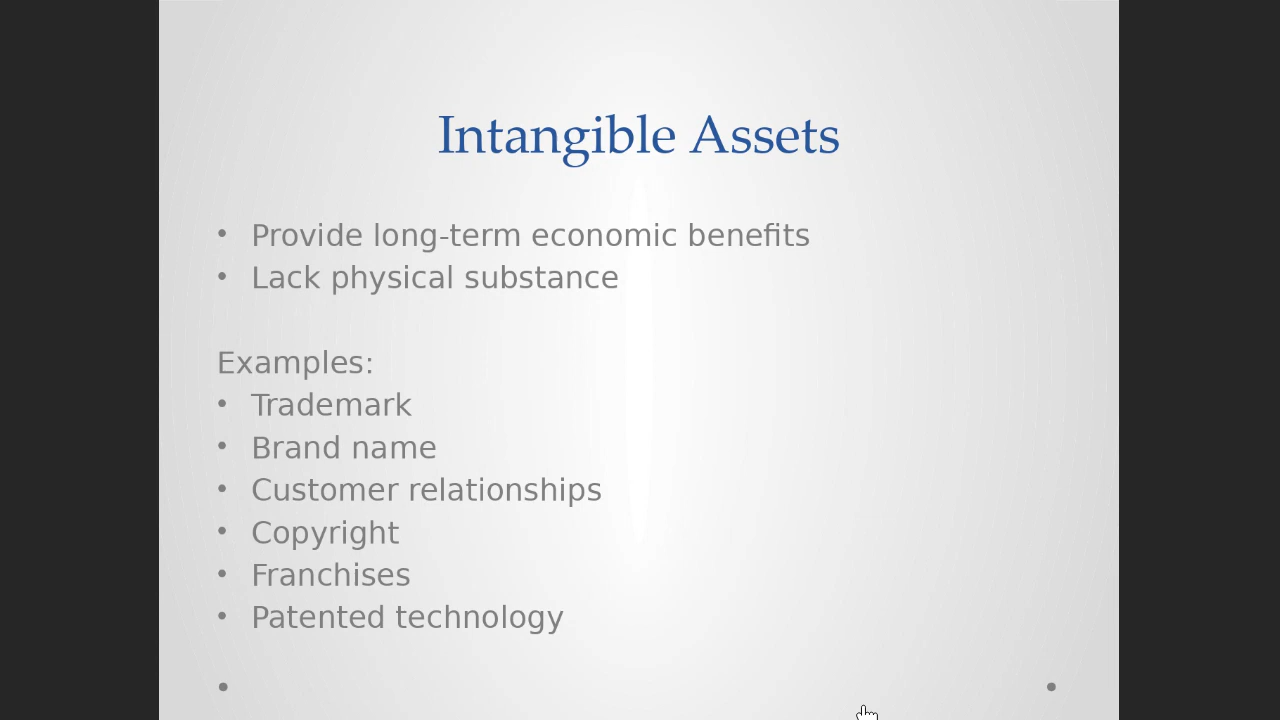 Intangible Assets
• Provide long-term economic benefits
• Lack physical substance
Examples:
• Trademark
• Brand name
• Customer relationships
• Copyright
• Franchises
• Patented technology